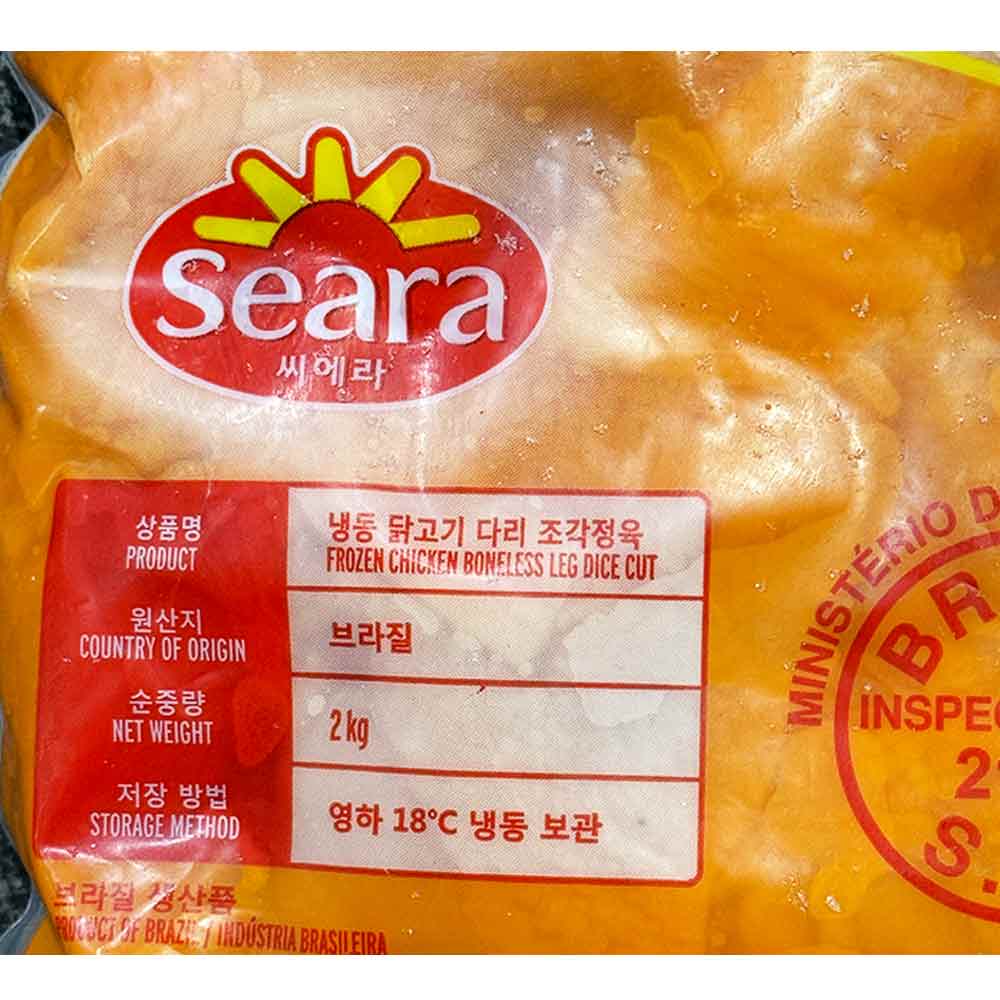 Seara
씨에라
상품명
PRODUCT
냉동 닭고기 다리 조각정육
FROZEN CHICKEN BONELESS LEG DICE CUT
원산지
COUNTRY OF ORIGIN
브라질
순중량
NET WEIGHT
2 kg
저장 방법
STORAGE METHOD
영하 18°C 냉동 보관
브라질 생산품
PRODUCT OF BRAZIL / INDÚSTRIA BRASILEIRA
MINISTÉRIO D
BR
INSPE
2
S.